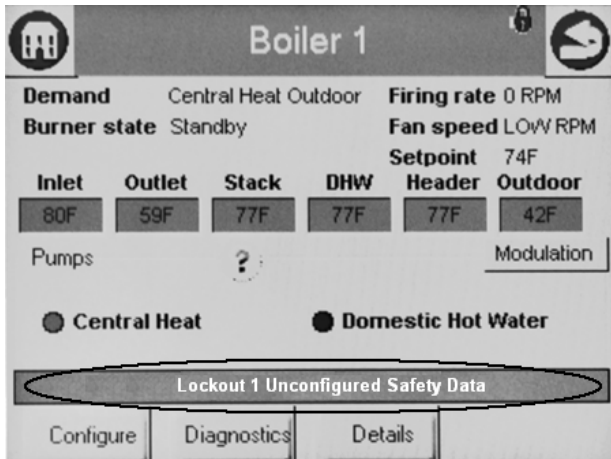 Boiler 1
Demand Central Heat Outdoor Firing rate 0 RPM
Burner state Standby Fan speed LOW RPM
Setpoint 74F
Inlet Outlet Stack DHW Header Outdoor
80F 59F 77F 77F 77F 42F
Pumps ? Modulation
Central Heat Domestic Hot Water
Lockout 1 Unconfigured Safety Data
Configure Diagnostics Details